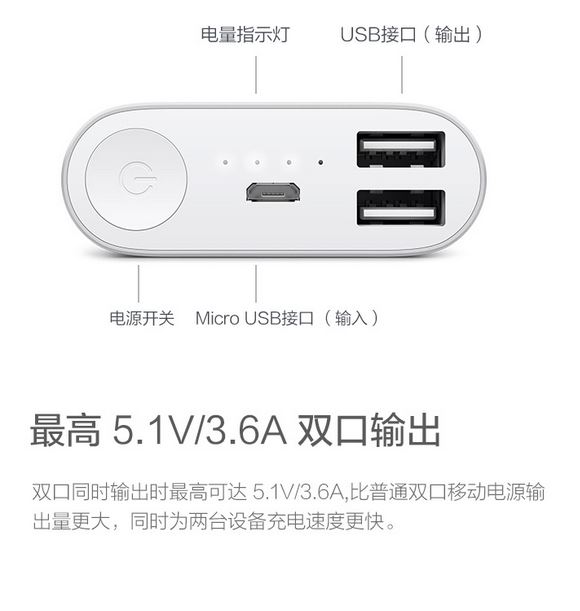 电量指示灯
USB接口（输出）
电源开关
Micro USB接口（输入）
最高 5.1V/3.6A 双口输出
双口同时输出时最高可达 5.1V/3.6A,比普通双口移动电源输
出量更大，同时为两台设备充电速度更快。